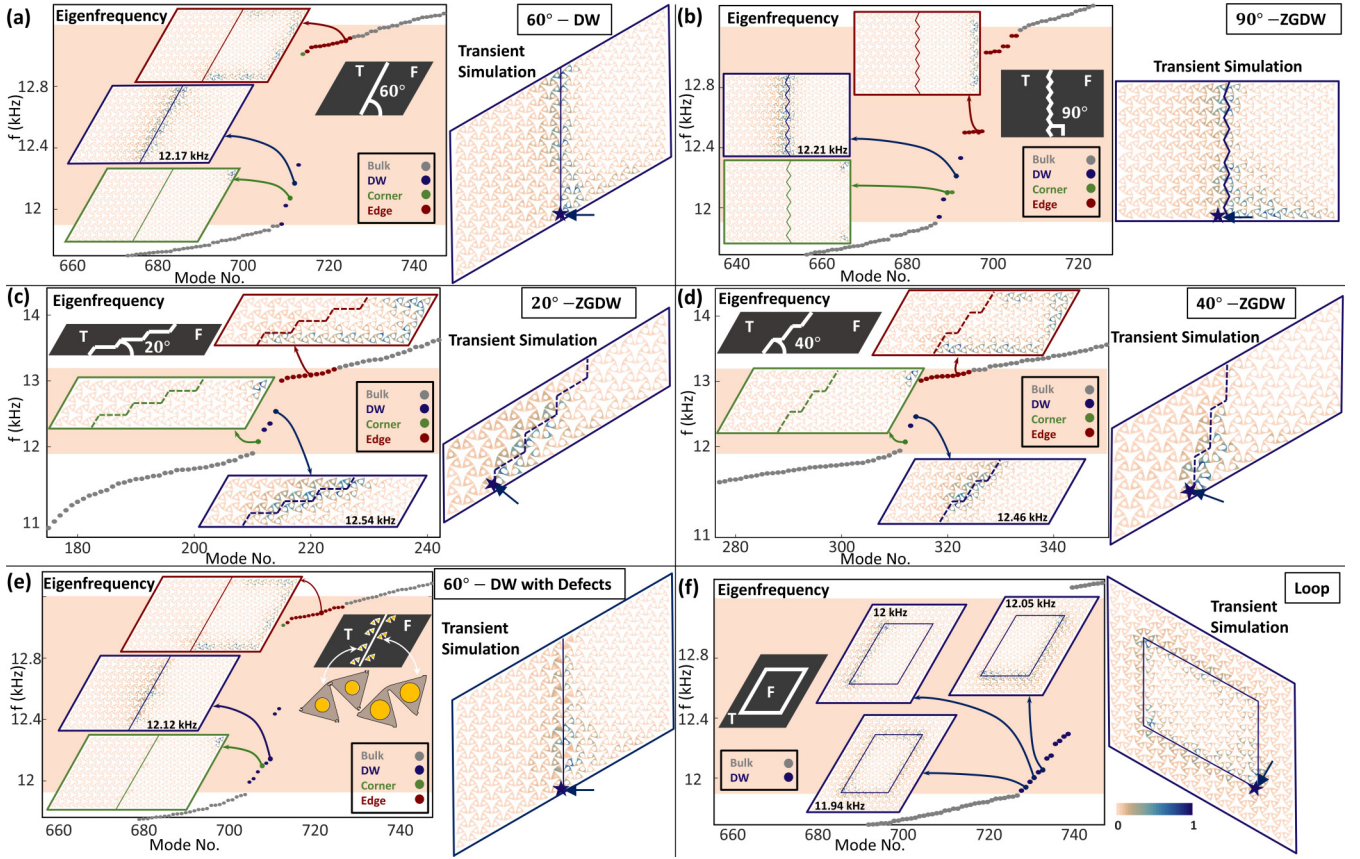 (a)
Eigenfrequency
60° − DW
Transient
Simulation
T
F
60°
f (kHz)
12.8
12.4
12
12.17 kHz
Bulk
DW
Corner
Edge
660
680
700
720
740
Mode No.
(b)
Eigenfrequency
90° −ZGDW
Transient Simulation
T
F
90°
f (kHz)
12.8
12.4
12
12.21 kHz
Bulk
DW
Corner
Edge
640
660
680
700
720
Mode No.
(c)
Eigenfrequency
20° −ZGDW
Transient Simulation
T
F
20°
f (kHz)
14
13
12
11
12.54 kHz
Bulk
DW
Corner
Edge
180
200
220
240
Mode No.
(d)
Eigenfrequency
40° −ZGDW
Transient Simulation
T
F
40°
f (kHz)
14
13
12
11
12.46 kHz
Bulk
DW
Corner
Edge
280
300
320
340
Mode No.
(e)
Eigenfrequency
60° − DW with Defects
Transient
Simulation
T
F
f (kHz)
12.8
12.4
12
12.12 kHz
Bulk
DW
Corner
Edge
660
680
700
720
740
Mode No.
(f)
Eigenfrequency
Loop
Transient
Simulation
12 kHz
12.05 kHz
11.94 kHz
F
T
f (kHz)
12.8
12.4
12
Bulk
DW
660
680
700
720
740
Mode No.
0
1